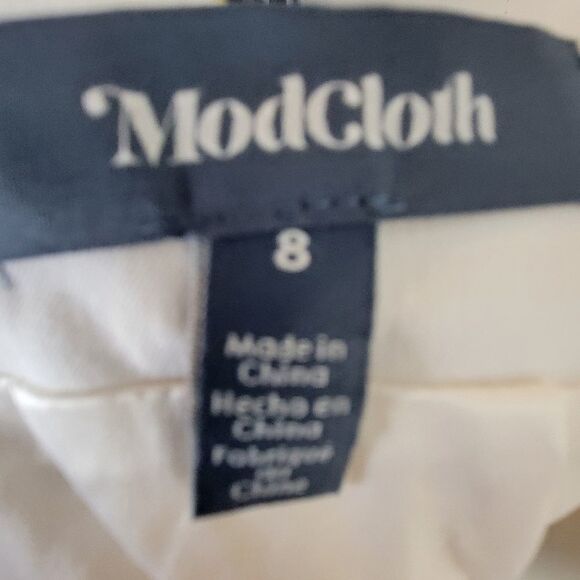 ModCloth
8
Made in
China
Hecho en
China
Fabriqué
en
Chine